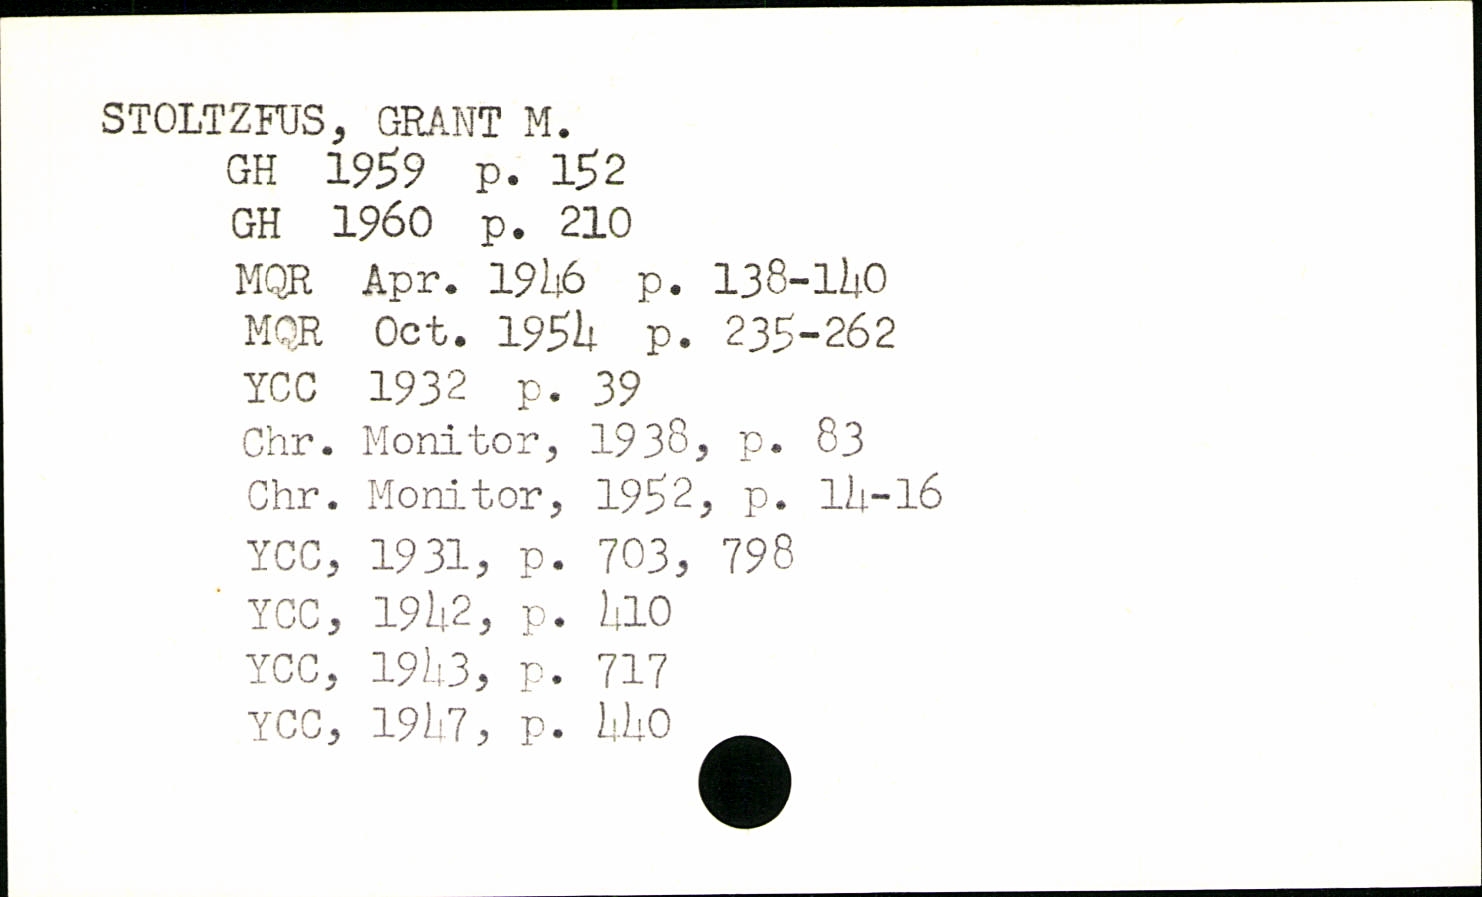 STOLTZFUS, GRANT M.
GH 1959 p. 152
GH 1960 p. 210
MQR Apr. 1946 p. 138-140
MQR Oct. 1954 p. 235-262
YCC 1932 p. 39
Chr. Monitor, 1938, p. 83
Chr. Monitor, 1952, p. 14-16
YCC, 1931, p. 703, 798
YCC, 1942, p. 410
YCC, 1943, p. 717
YCC, 1947, p. 440